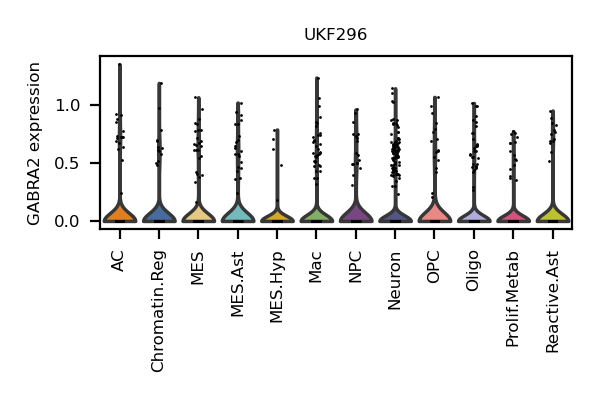 UKF296
GABRA2 expression
1.0
0.5
0.0
AC
Chromatin.Reg
MES
MES.Ast
MES.Hyp
Mac
NPC
Neuron
OPC
Oligo
Prolif.Metab
Reactive.Ast